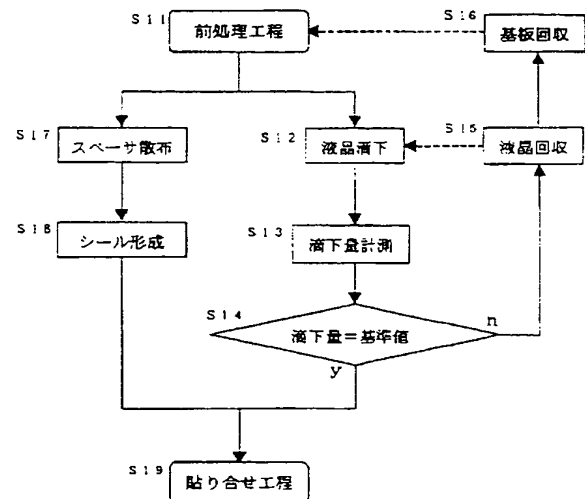 S11
前処理工程
S16
基板回収
S17
スペーサ散布
S12
液晶滴下
S15
液晶回収
S18
シール形成
S13
滴下量計測
S14
滴下量=基準値
n
y
S19
貼り合せ工程